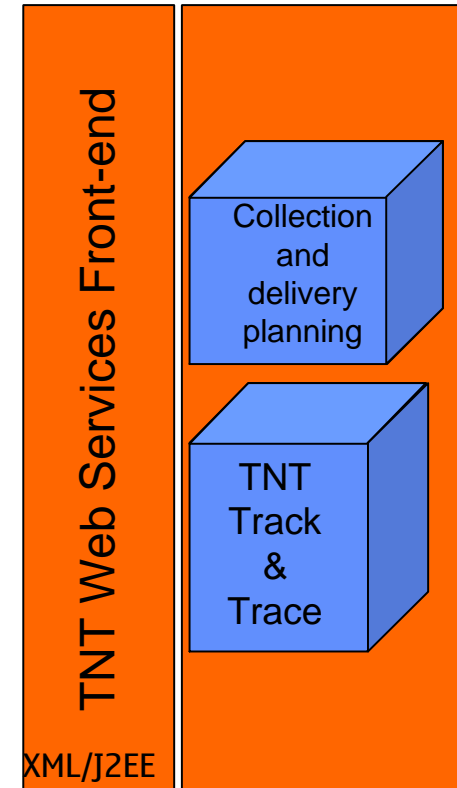 TNT Web Services Front-end
XML/J2EE
Collection
and
delivery
planning
TNT
Track
&
Trace